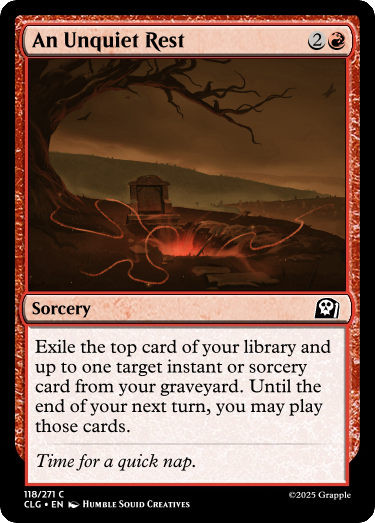 An Unquiet Rest 2
Sorcery
Exile the top card of your library and
up to one target instant or sorcery
card from your graveyard. Until the
end of your next turn, you may play
those cards.
Time for a quick nap.
118/271 C
©2025 Grapple
CLG • EN Humble Squid Creatives